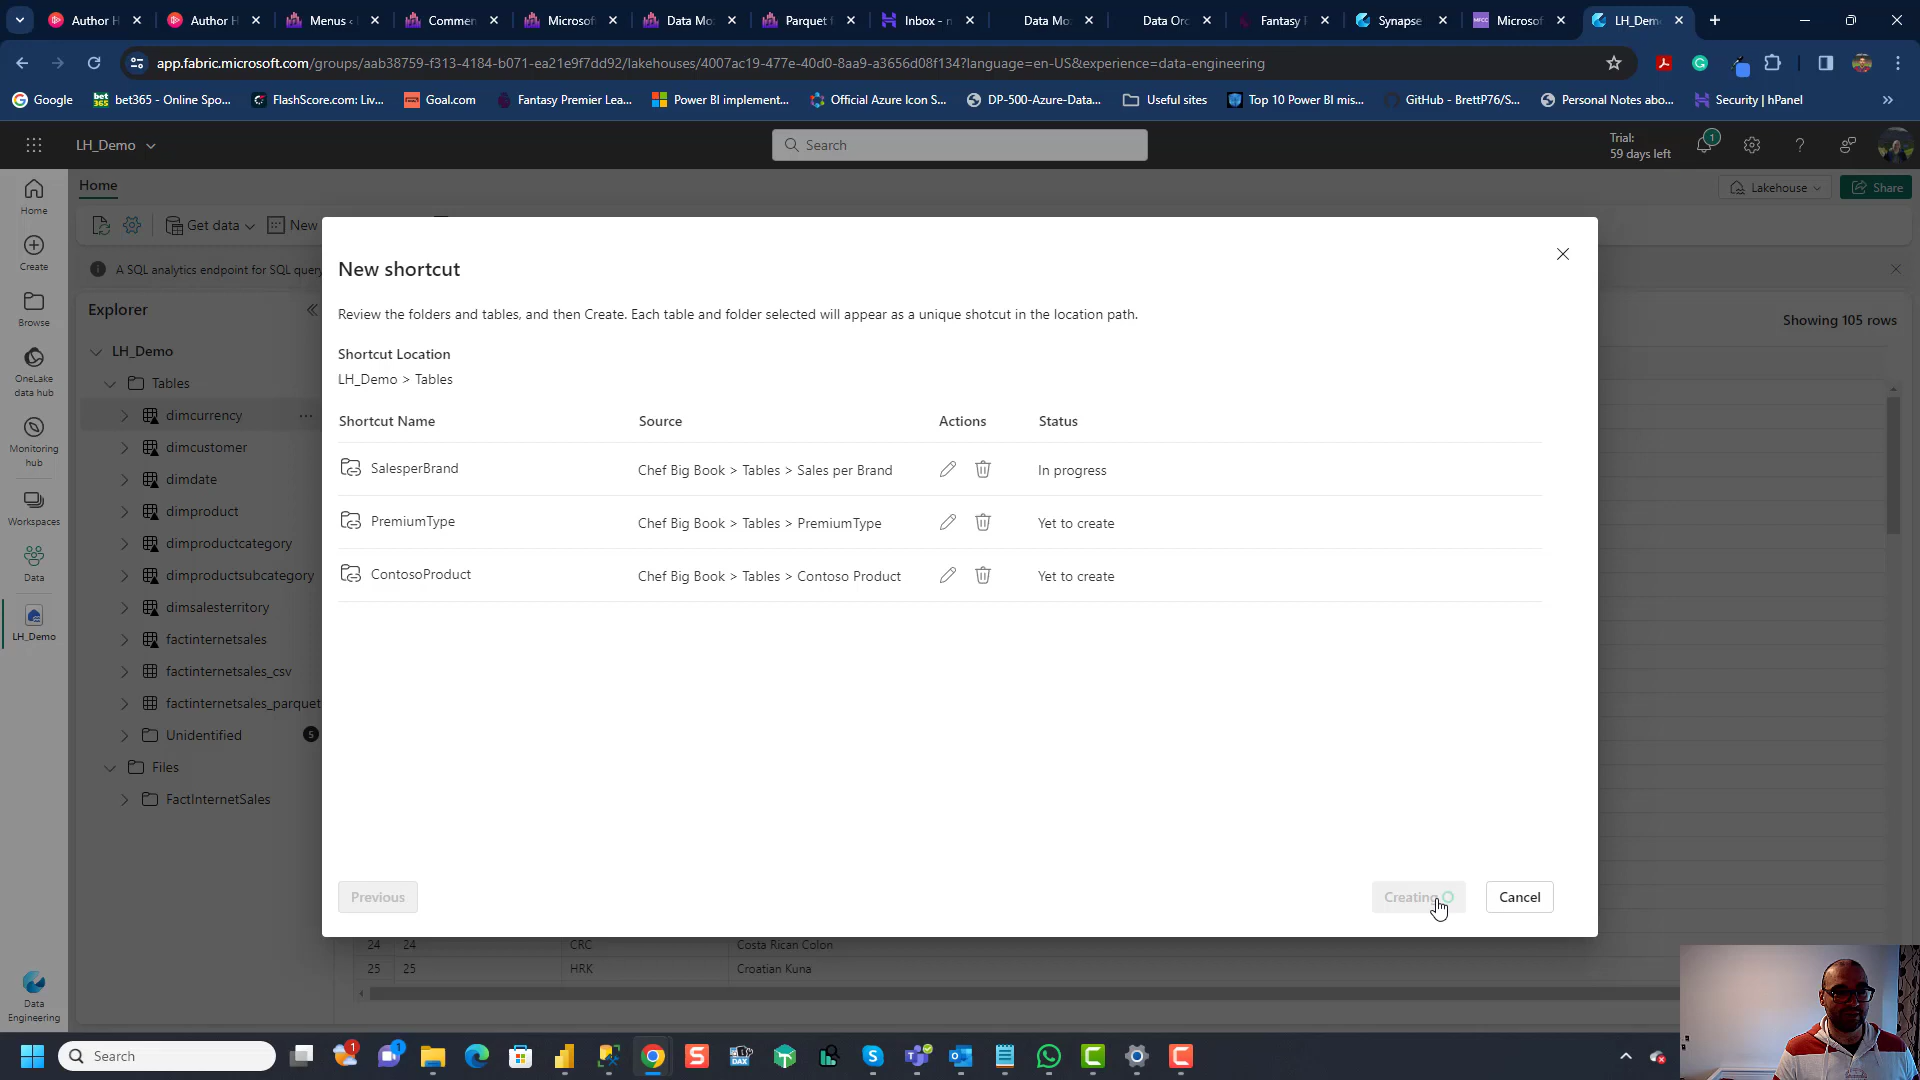 Author H
Author H
Menus ‹
Commen
Microsof
Data Mo
Parquet f
Inbox - n
Data Mo
Data Orc
Fantasy F
Synapse
Microsof
LH_Dem
app.fabric.microsoft.com/groups/aab38759-f313-4184-b071-ea21e9f7dd92/lakehouses/4007ac19-477e-40d0-8aa9-a3656d08f134?language=en-US&experience=data-engineering
Google
bet365 - Online Spo...
FlashScore.com: Liv...
Goal.com
Fantasy Premier Lea...
Power BI implement...
Official Azure Icon S...
DP-500-Azure-Data...
Useful sites
Top 10 Power BI mis...
GitHub - BrettP76/S...
Personal Notes abo...
Security | hPanel
LH_Demo
Search
Trial:
59 days left
1
Home
Lakehouse
Share
Get data
New
A SQL analytics endpoint for SQL query
Home
Create
Browse
OneLake
data hub
Monitoring
hub
Workspaces
Data
LH_Demo
Data
Engineering
Explorer
LH_Demo
Tables
dimcurrency
dimcustomer
dimdate
dimproduct
dimproductcategory
dimproductsubcategory
dimsalesterritory
factinternetsales
factinternetsales_csv
factinternetsales_parquet
Unidentified
5
Files
FactInternetSales
Showing 105 rows
New shortcut
Review the folders and tables, and then Create. Each table and folder selected will appear as a unique shotcut in the location path.
Shortcut Location
LH_Demo > Tables
Shortcut Name Source Actions Status
SalesperBrand Chef Big Book > Tables > Sales per Brand In progress
PremiumType Chef Big Book > Tables > PremiumType Yet to create
ContosoProduct Chef Big Book > Tables > Contoso Product Yet to create
Previous
Creating
Cancel
24 24 CRC Costa Rican Colon
25 25 HRK Croatian Kuna
Search
1
1